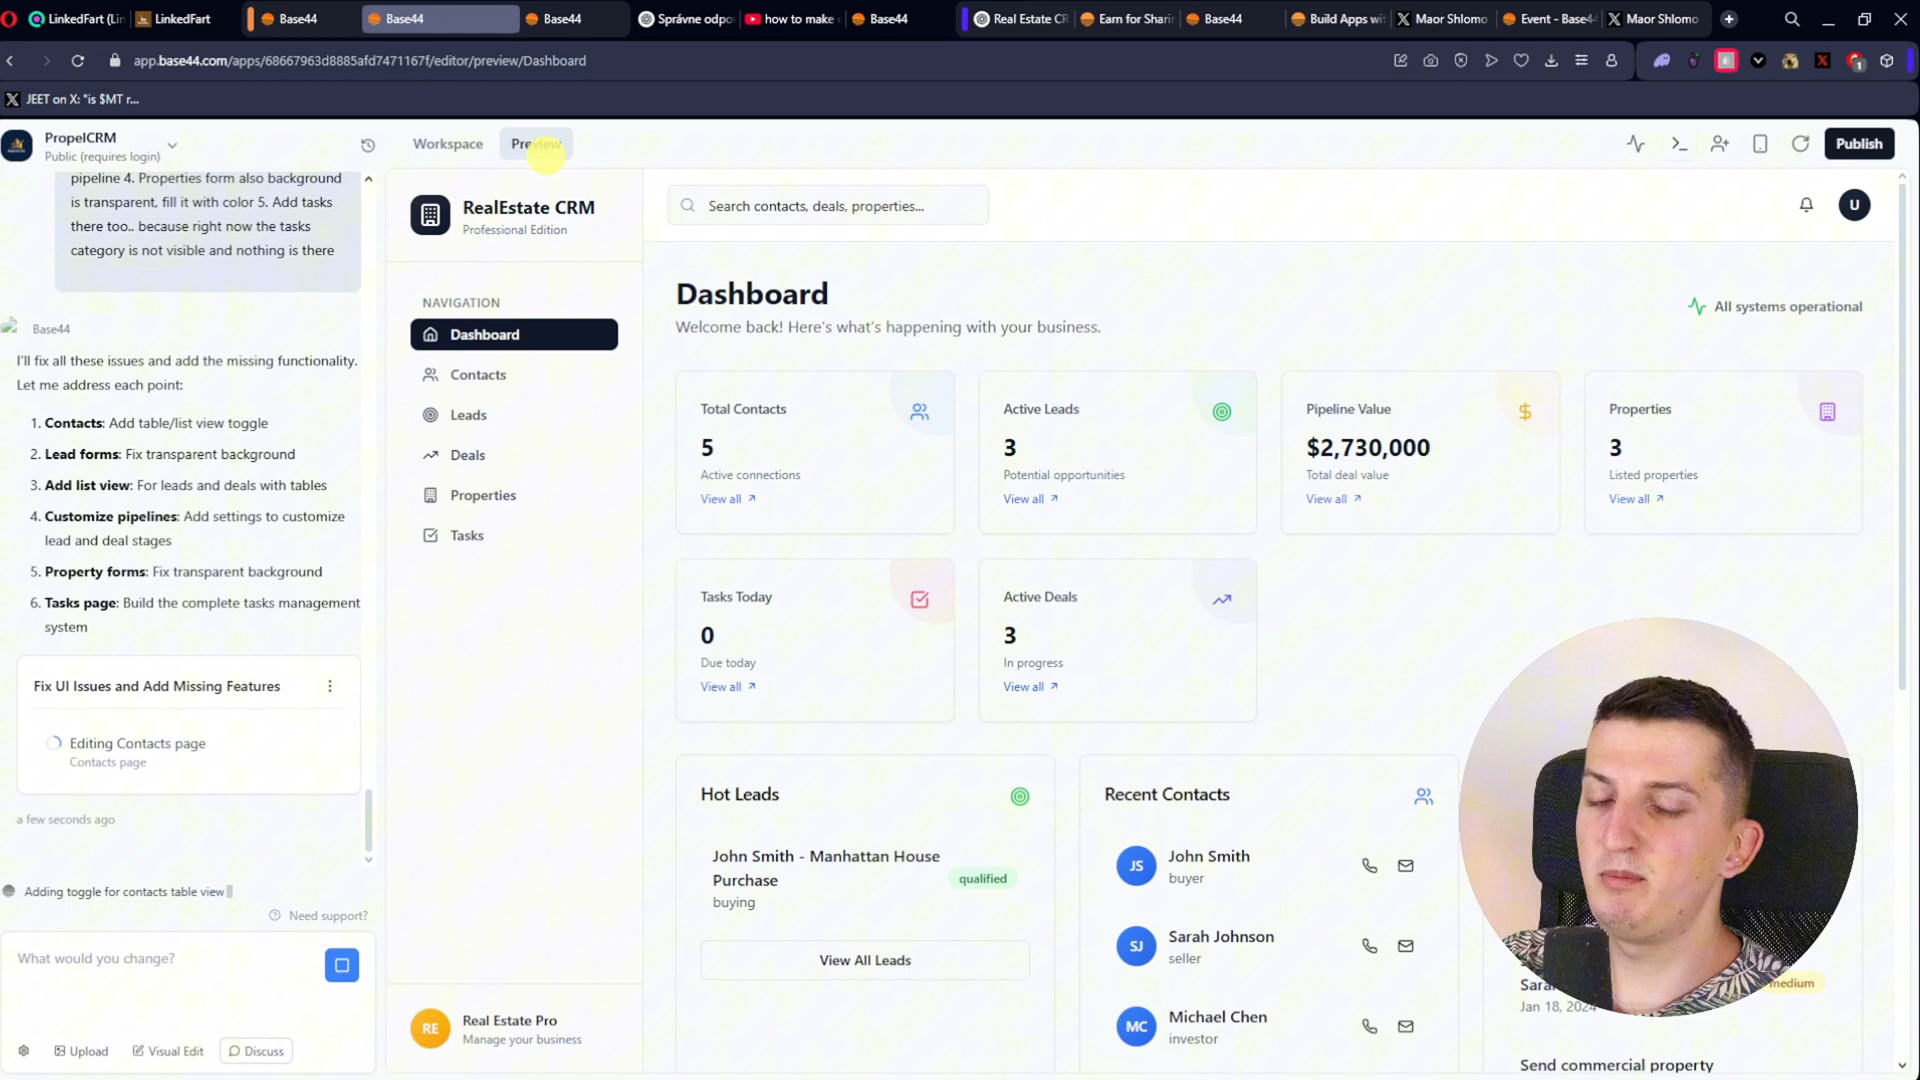 LinkedFart (Lin
LinkedFart
Base44
Base44
Base44
Správne odpo
how to make
Base44
Real Estate CR
Earn for Sharin
Base44
Build Apps wi
Maor Shlomo
Event - Base44
Maor Shlomo
app.base44.com/apps/68667963d8885afd7471167f/editor/preview/Dashboard
JEET on X: "is $MT r...
PropelCRM
Public (requires login)
Workspace
Preview
Publish
pipeline 4. Properties form also background
is transparent, fill it with color 5. Add tasks
there too.. because right now the tasks
category is not visible and nothing is there
Base44
I'll fix all these issues and add the missing functionality.
Let me address each point:
1. Contacts: Add table/list view toggle
2. Lead forms: Fix transparent background
3. Add list view: For leads and deals with tables
4. Customize pipelines: Add settings to customize
lead and deal stages
5. Property forms: Fix transparent background
6. Tasks page: Build the complete tasks management
system
Fix UI Issues and Add Missing Features
Editing Contacts page
Contacts page
a few seconds ago
Adding toggle for contacts table view
Need support?
What would you change?
Upload
Visual Edit
Discuss
RealEstate CRM
Professional Edition
NAVIGATION
Dashboard
Contacts
Leads
Deals
Properties
Tasks
RE
Real Estate Pro
Manage your business
Search contacts, deals, properties...
U
Dashboard
Welcome back! Here's what's happening with your business.
All systems operational
Total Contacts
5
Active connections
View all
Active Leads
3
Potential opportunities
View all
Pipeline Value
$2,730,000
Total deal value
View all
Properties
3
Listed properties
View all
Tasks Today
0
Due today
View all
Active Deals
3
In progress
View all
Hot Leads
John Smith - Manhattan House
Purchase
qualified
buying
View All Leads
Recent Contacts
JS
John Smith
buyer
SJ
Sarah Johnson
seller
MC
Michael Chen
investor
Sara
medium
Jan 18, 2024
Send commercial property